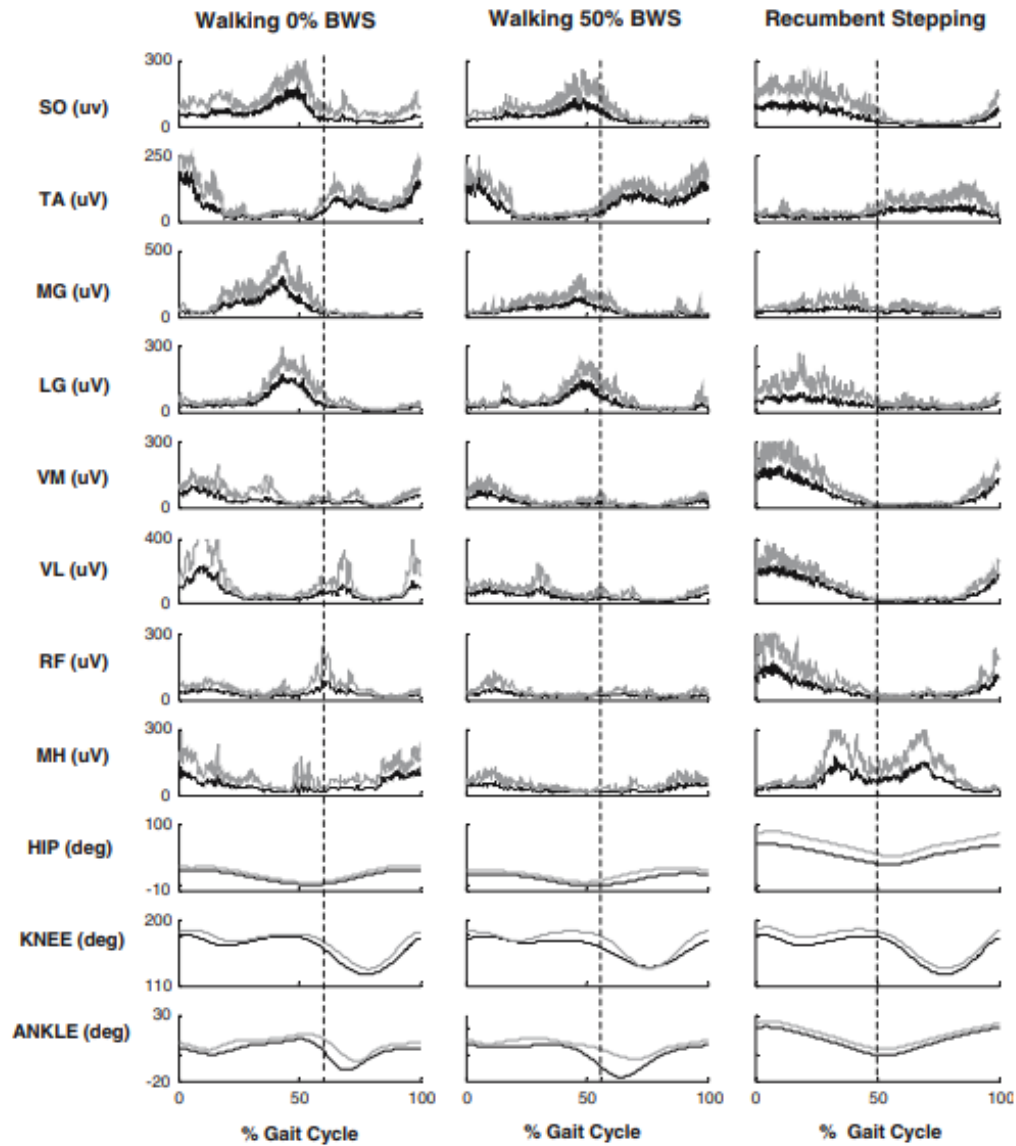 Walking 0% BWS Walking 50% BWS Recumbent Stepping
300
SO (uv)
0
250
TA (uV)
0
500
MG (uV)
0
300
LG (uV)
0
300
VM (uV)
0
400
VL (uV)
0
300
RF (uV)
0
300
MH (uV)
0
100
HIP (deg)
-10
200
KNEE (deg)
110
30
ANKLE (deg)
-20
0 50 100 0 50 100 0 50 100
% Gait Cycle % Gait Cycle % Gait Cycle